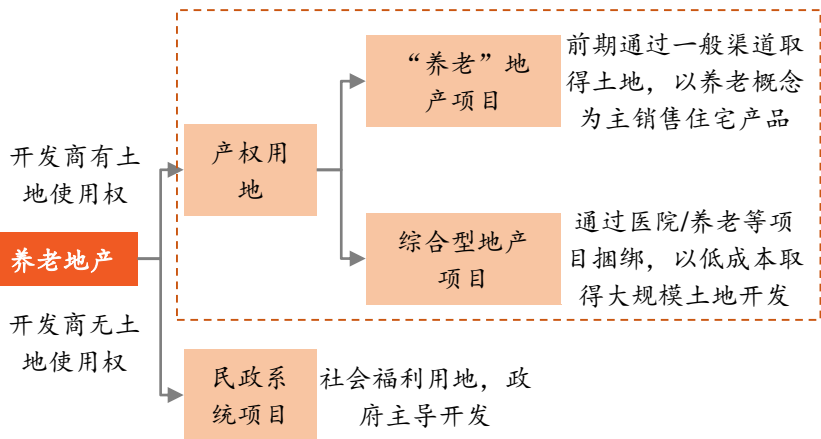 “养老”地
产项目
前期通过一般渠道取
得土地，以养老概念
为主销售住宅产品
开发商有土
地使用权
产权用
地
养老地产
综合型地产
项目
通过医院/养老等项
目捆绑，以低成本取
得大规模土地开发
开发商无土
地使用权
民政系
统项目
社会福利用地，政
府主导开发